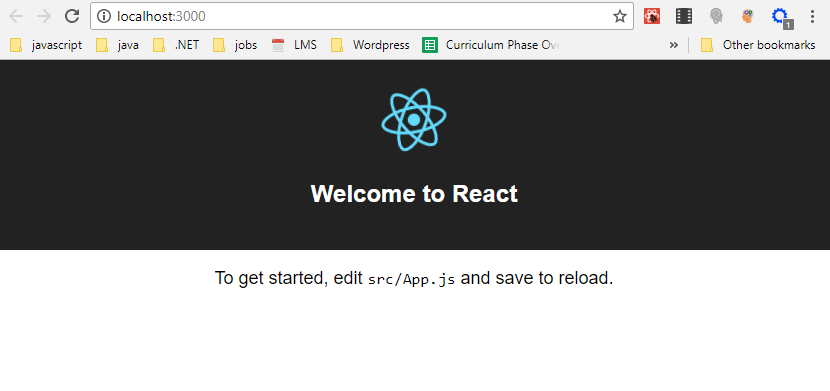 localhost:3000
javascript java .NET jobs LMS Wordpress Curriculum Phase Ov » Other bookmarks
1
Welcome to React
To get started, edit src/App.js and save to reload.